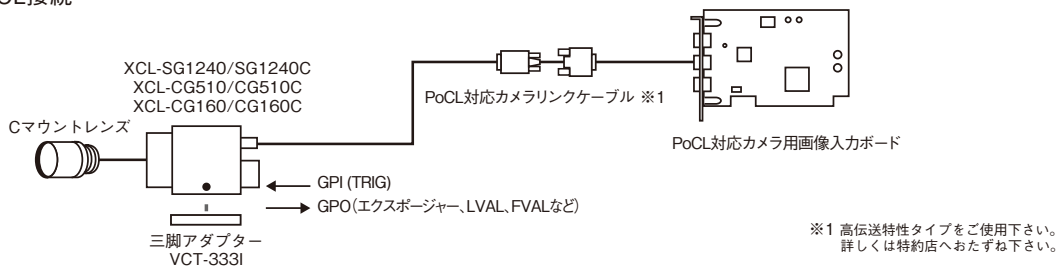 CL接続
XCL-SG1240/SG1240C
XCL-CG510/CG510C
XCL-CG160/CG160C
Cマウントレンズ
PoCL対応カメラリンクケーブル ※1
PoCL対応カメラ用画像入力ボード
GPI (TRIG)
GPO（エクスポージャー、LVAL、FVALなど）
三脚アダプター
VCT-333I
※1 高伝送特性タイプをご使用下さい。
詳しくは特約店へおたずね下さい。